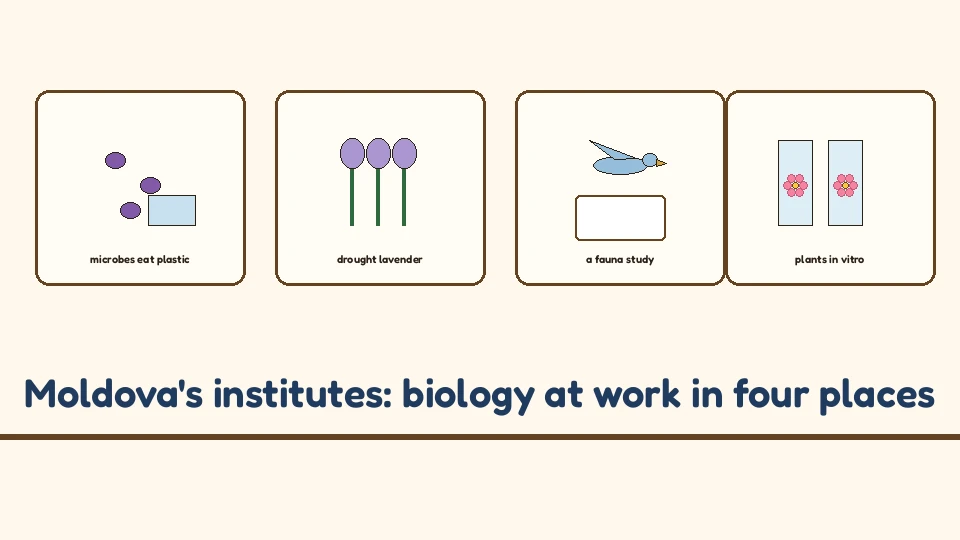 microbes eat plastic
drought lavender
a fauna study
plants in vitro
Moldova's institutes: biology at work in four places